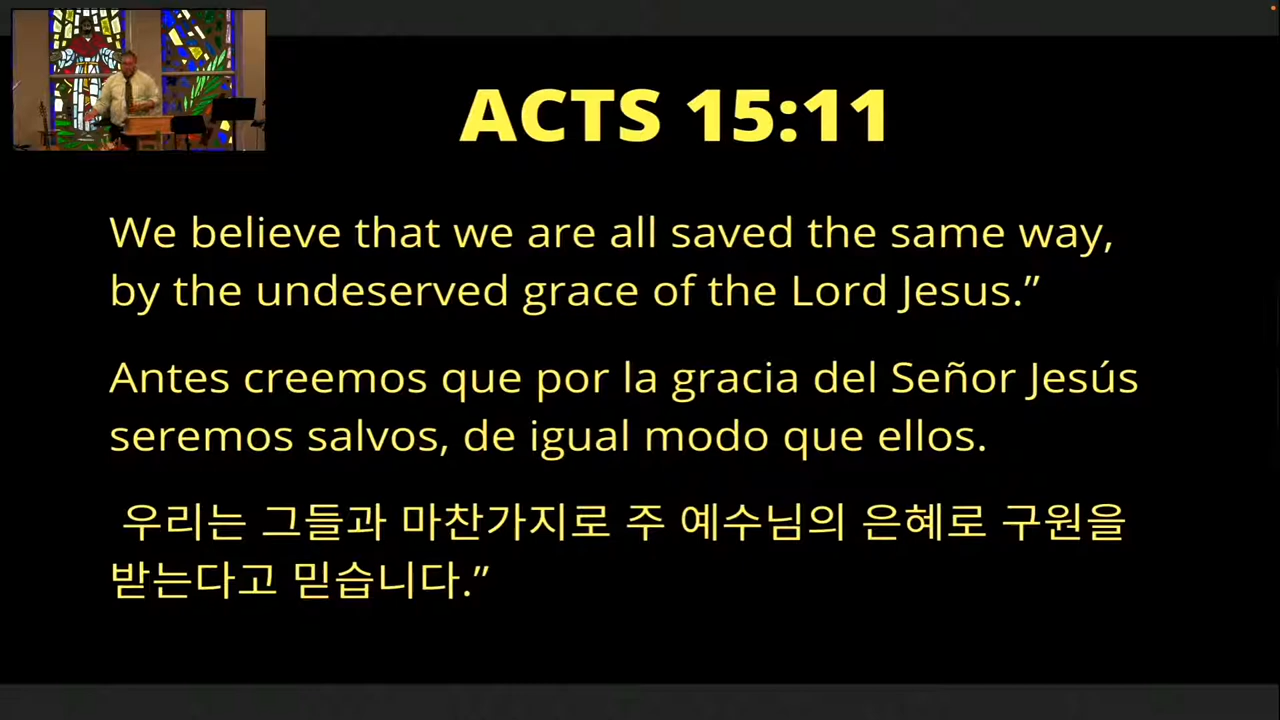 ACTS 15:11
We believe that we are all saved the same way,
by the undeserved grace of the Lord Jesus.”
Antes creemos que por la gracia del Señor Jesús
seremos salvos, de igual modo que ellos.
우리는 그들과 마찬가지로 주 예수님의 은혜로 구원을
받는다고 믿습니다.”